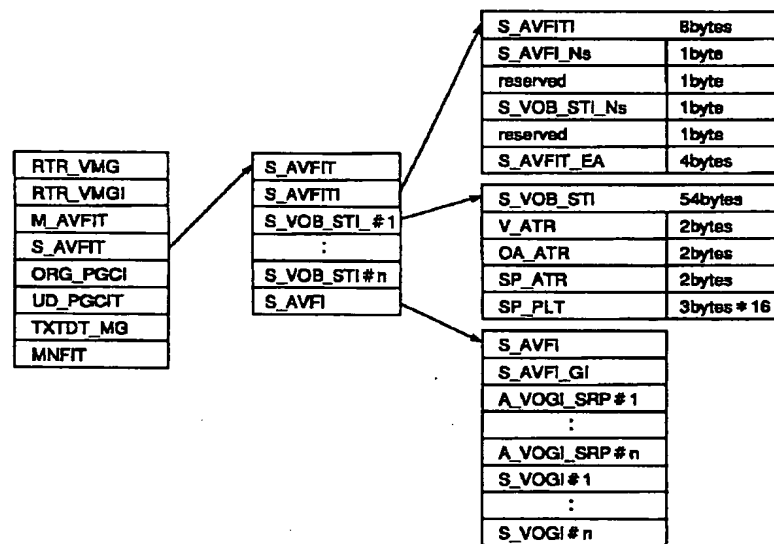 RTR_VMG
RTR_VMGI
M_AVFIT
S_AVFIT
ORG_PGCI
UD_PGCIT
TXTDT_MG
MNFIT
S_AVFIT
S_AVFITI
S_VOB_STI_#1
:
S_VOB_STI#n
S_AVFI
S_AVFITI 8bytes
S_AVFI_Ns 1byte
reserved 1byte
S_VOB_STI_Ns 1byte
reserved 1byte
S_AVFIT_EA 4bytes
S_VOB_STI 54bytes
V_ATR 2bytes
OA_ATR 2bytes
SP_ATR 2bytes
SP_PLT 3bytes*16
S_AVFI
S_AVFI_GI
A_VOGI_SRP#1
:
A_VOGI_SRP#n
S_VOGI#1
:
S_VOGI#n